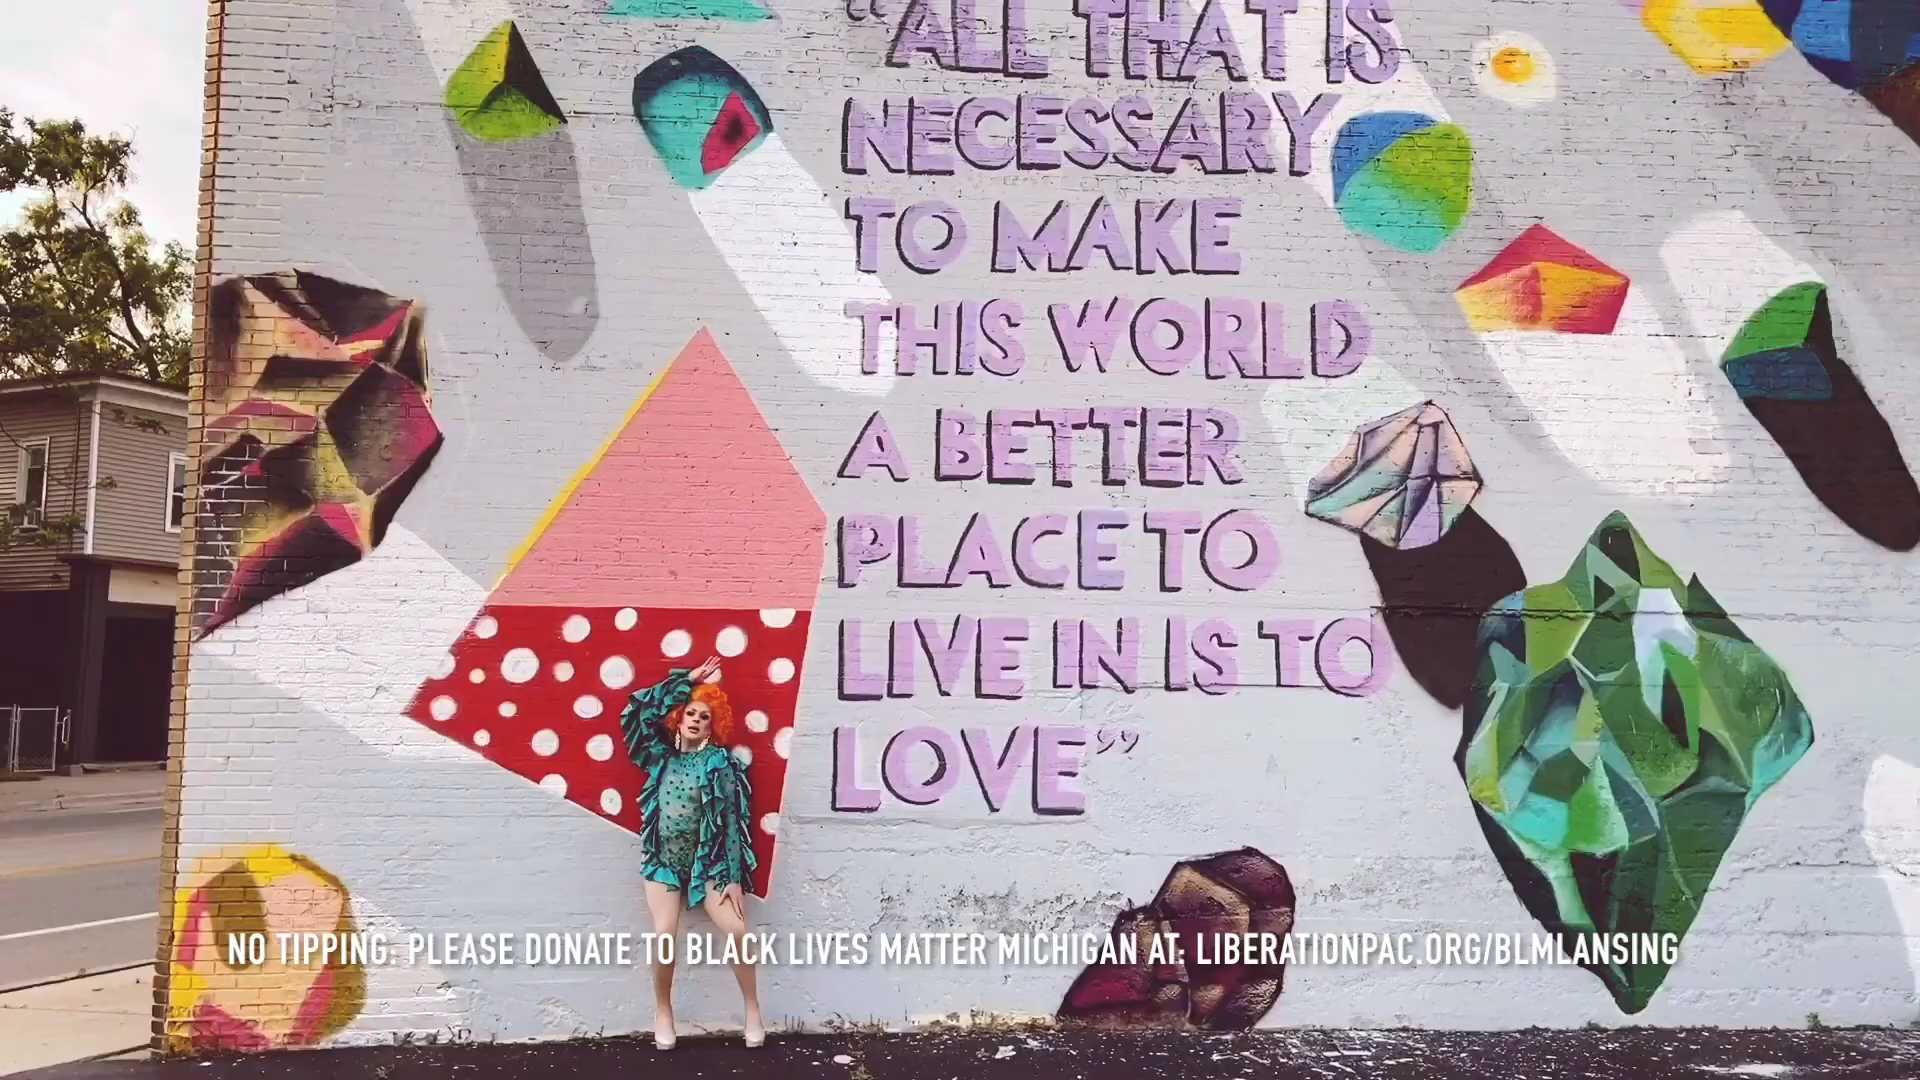 “ALL THAT IS
NECESSARY
TO MAKE
THIS WORLD
A BETTER
PLACE TO
LIVE IN IS TO
LOVE”
NO TIPPING: PLEASE DONATE TO BLACK LIVES MATTER MICHIGAN AT: LIBERATIONPAC.ORG/BLMLANSING